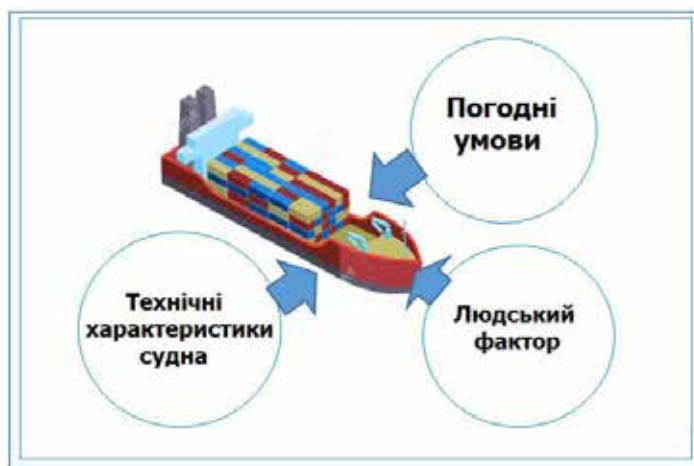 Погодні
умови
Технічні
характеристики
судна
Людський
фактор